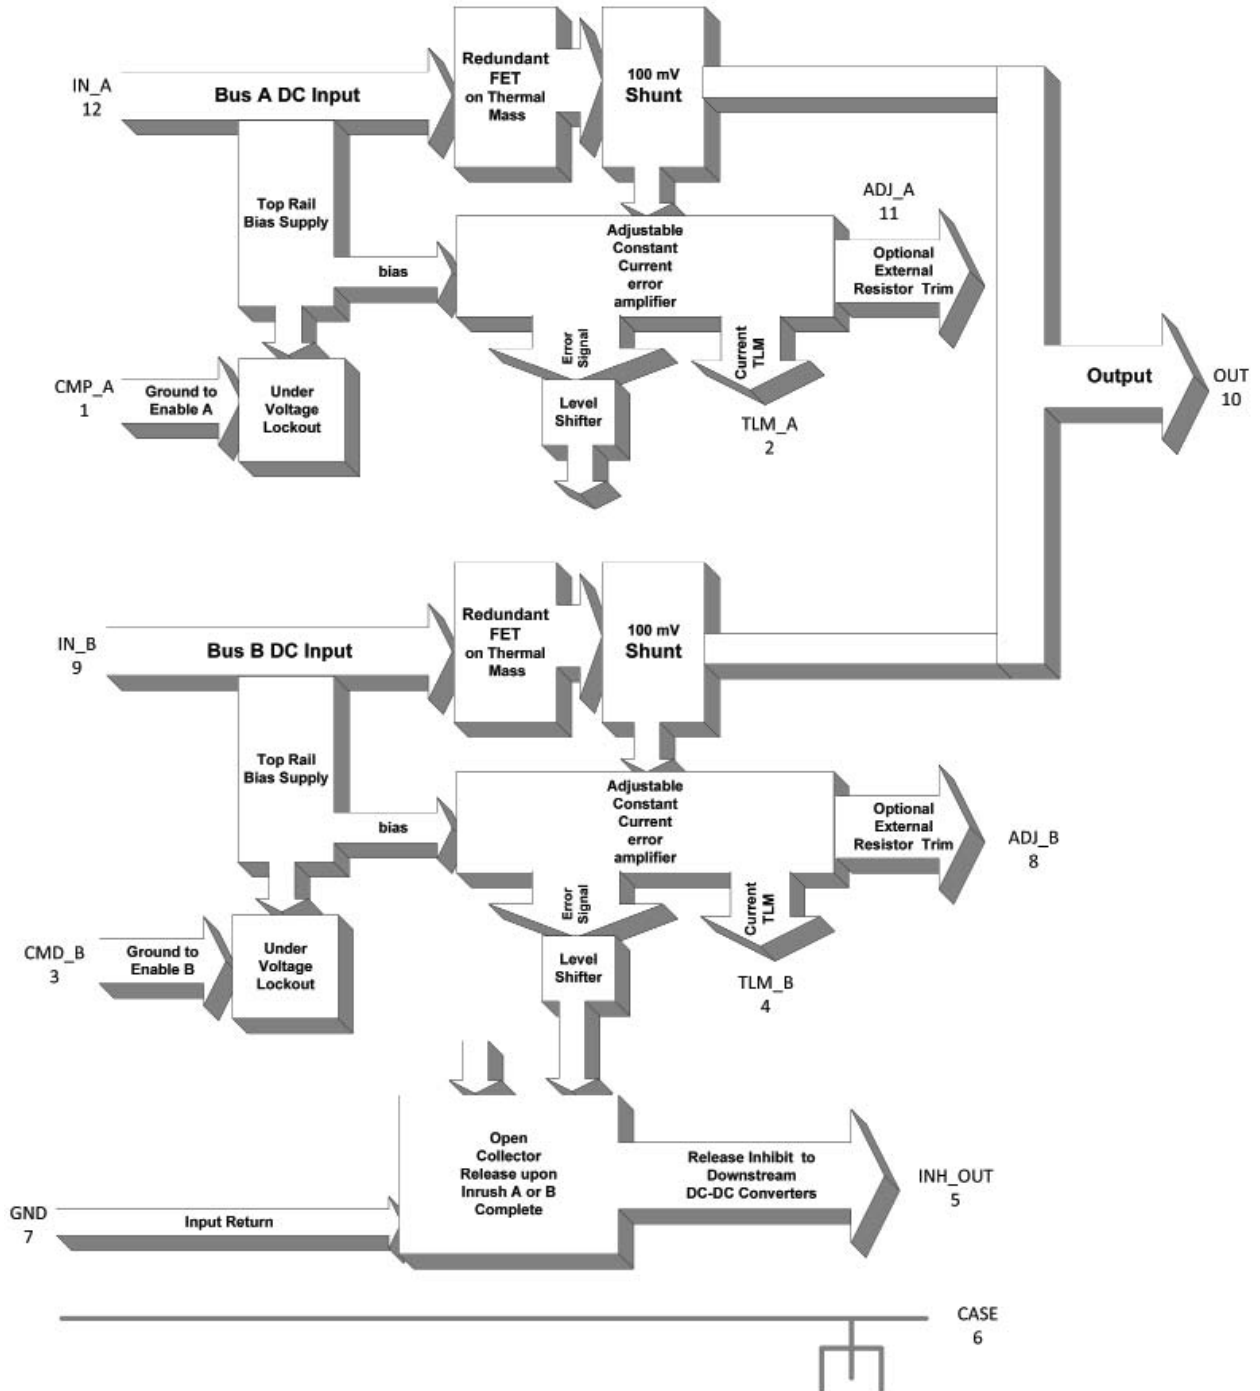 IN_A
12
Bus A DC Input
Redundant
FET
on Thermal
Mass
100 mV
Shunt
Top Rail
Bias Supply
bias
Adjustable
Constant
Current
error
amplifier
ADJ_A
11
Optional
External
Resistor Trim
CMP_A
1
Ground to
Enable A
Under
Voltage
Lockout
Error
Signal
Level
Shifter
Current
TLM
TLM_A
2
Output
OUT
10
IN_B
9
Bus B DC Input
Redundant
FET
on Thermal
Mass
100 mV
Shunt
Top Rail
Bias Supply
bias
Adjustable
Constant
Current
error
amplifier
Optional
External
Resistor Trim
ADJ_B
8
CMD_B
3
Ground to
Enable B
Under
Voltage
Lockout
Error
Signal
Level
Shifter
Current
TLM
TLM_B
4
Open
Collector
Release upon
Inrush A or B
Complete
Release Inhibit to
Downstream
DC-DC Converters
INH_OUT
5
GND
7
Input Return
CASE
6